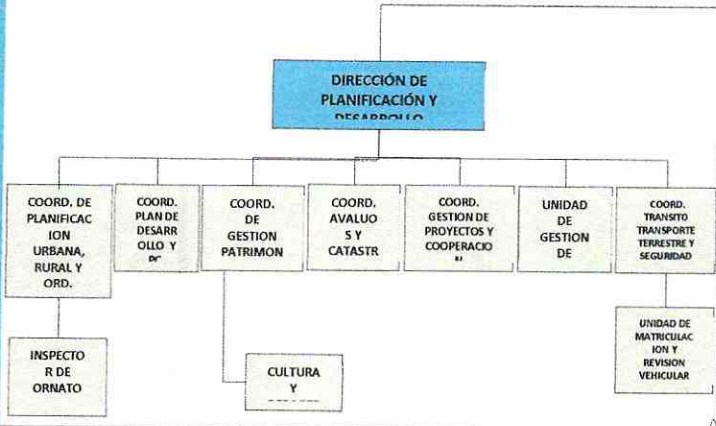 DIRECCIÓN DE
PLANIFICACIÓN Y
DESARROLLO
COORD. DE
PLANIFICAC
ION
URBANA,
RURAL Y
ORD.
COORD.
PLAN DE
DESARR
OLLO Y
COORD.
DE
GESTION
PATRIMON
COORD.
AVALUO
S Y
CATASTR
COORD.
GESTION DE
PROYECTOS Y
COOPERACIO
N
UNIDAD
DE
GESTION
DE
COORD.
TRANSITO
TRANSPORTE
TERRESTRE Y
SEGURIDAD
INSPECTO
R DE
ORNATO
CULTURA
Y
UNIDAD DE
MATRICULAC
ION Y
REVISION
VEHICULAR